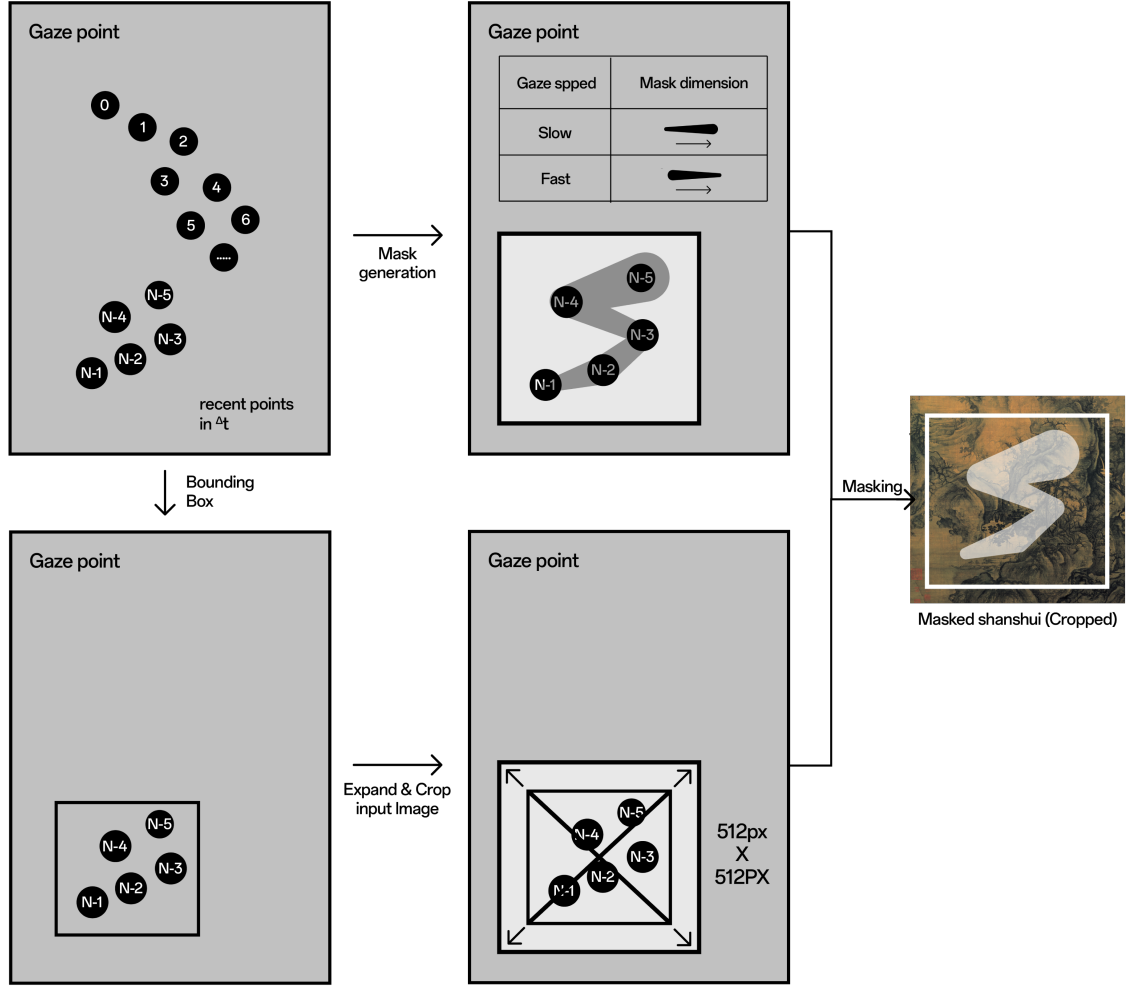 Gaze point
0
1
2
3
4
5
6
.....
N-5
N-4
N-3
N-2
N-1
recent points
in Δt
Mask
generation
Gaze point
Gaze spped
Mask dimension
Slow
Fast
N-5
N-4
N-3
N-2
N-1
Bounding
Box
Gaze point
N-5
N-4
N-3
N-2
N-1
Expand & Crop
input Image
Gaze point
N-5
N-4
N-3
N-2
N-1
512px
X
512PX
Masking
Masked shanshui (Cropped)